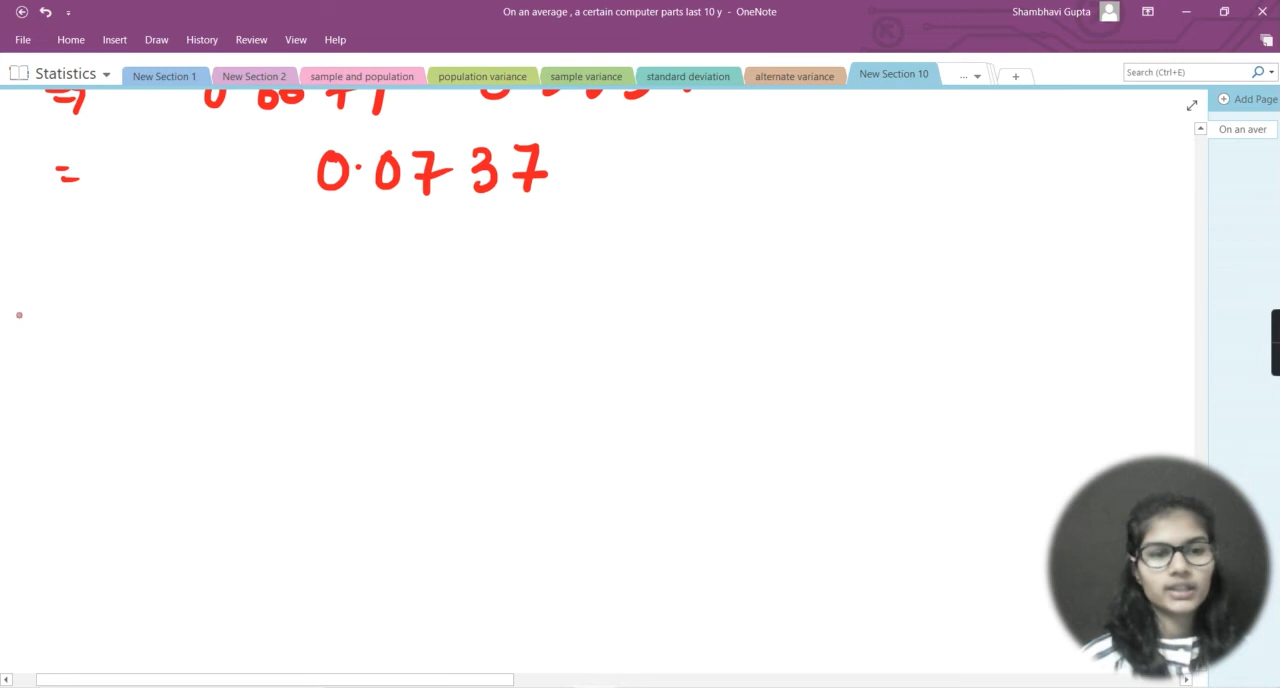 On an average , a certain computer parts last 10 y - OneNote
Shambhavi Gupta
File Home Insert Draw History Review View Help
Statistics
New Section 1 New Section 2 sample and population population variance sample variance standard deviation alternate variance New Section 10 ... +
Search (Ctrl+E)
Add Page
On an aver
= 0.0737